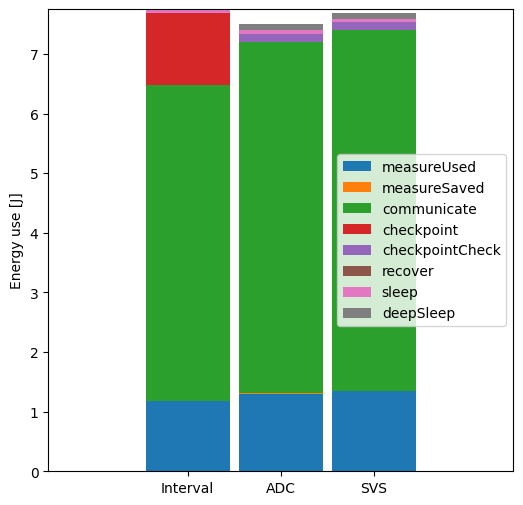 7
6
5
4
3
2
1
0
Energy use [J]
measureUsed
measureSaved
communicate
checkpoint
checkpointCheck
recover
sleep
deepSleep
Interval ADC SVS